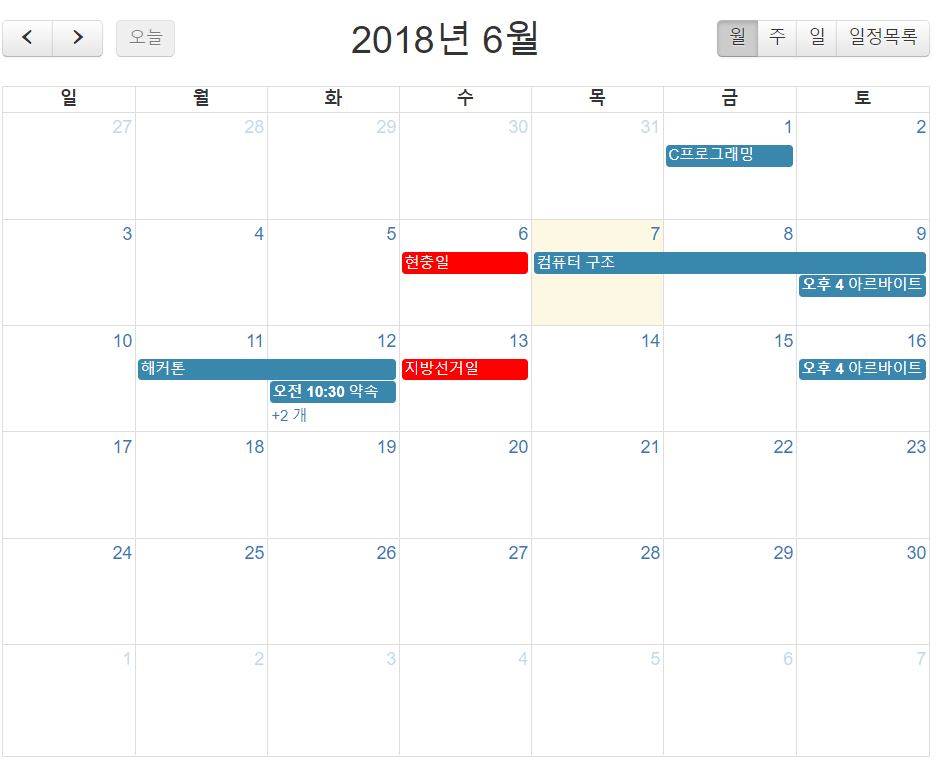 오늘 2018년 6월 월 주 일 일정목록
일 월 화 수 목 금 토
27 28 29 30 31 1 2
C프로그래밍
3 4 5 6 7 8 9
현충일 컴퓨터 구조
오후 4 아르바이트
10 11 12 13 14 15 16
해커톤 지방선거일 오후 4 아르바이트
오전 10:30 약속
+2 개
17 18 19 20 21 22 23
24 25 26 27 28 29 30
1 2 3 4 5 6 7